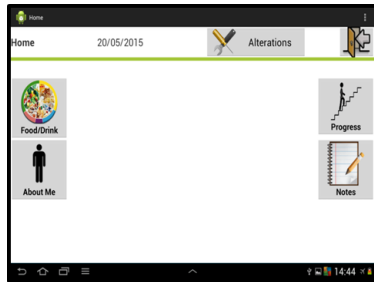 Home
Home 20/05/2015 Alterations
Food/Drink
Progress
About Me
Notes
14:44